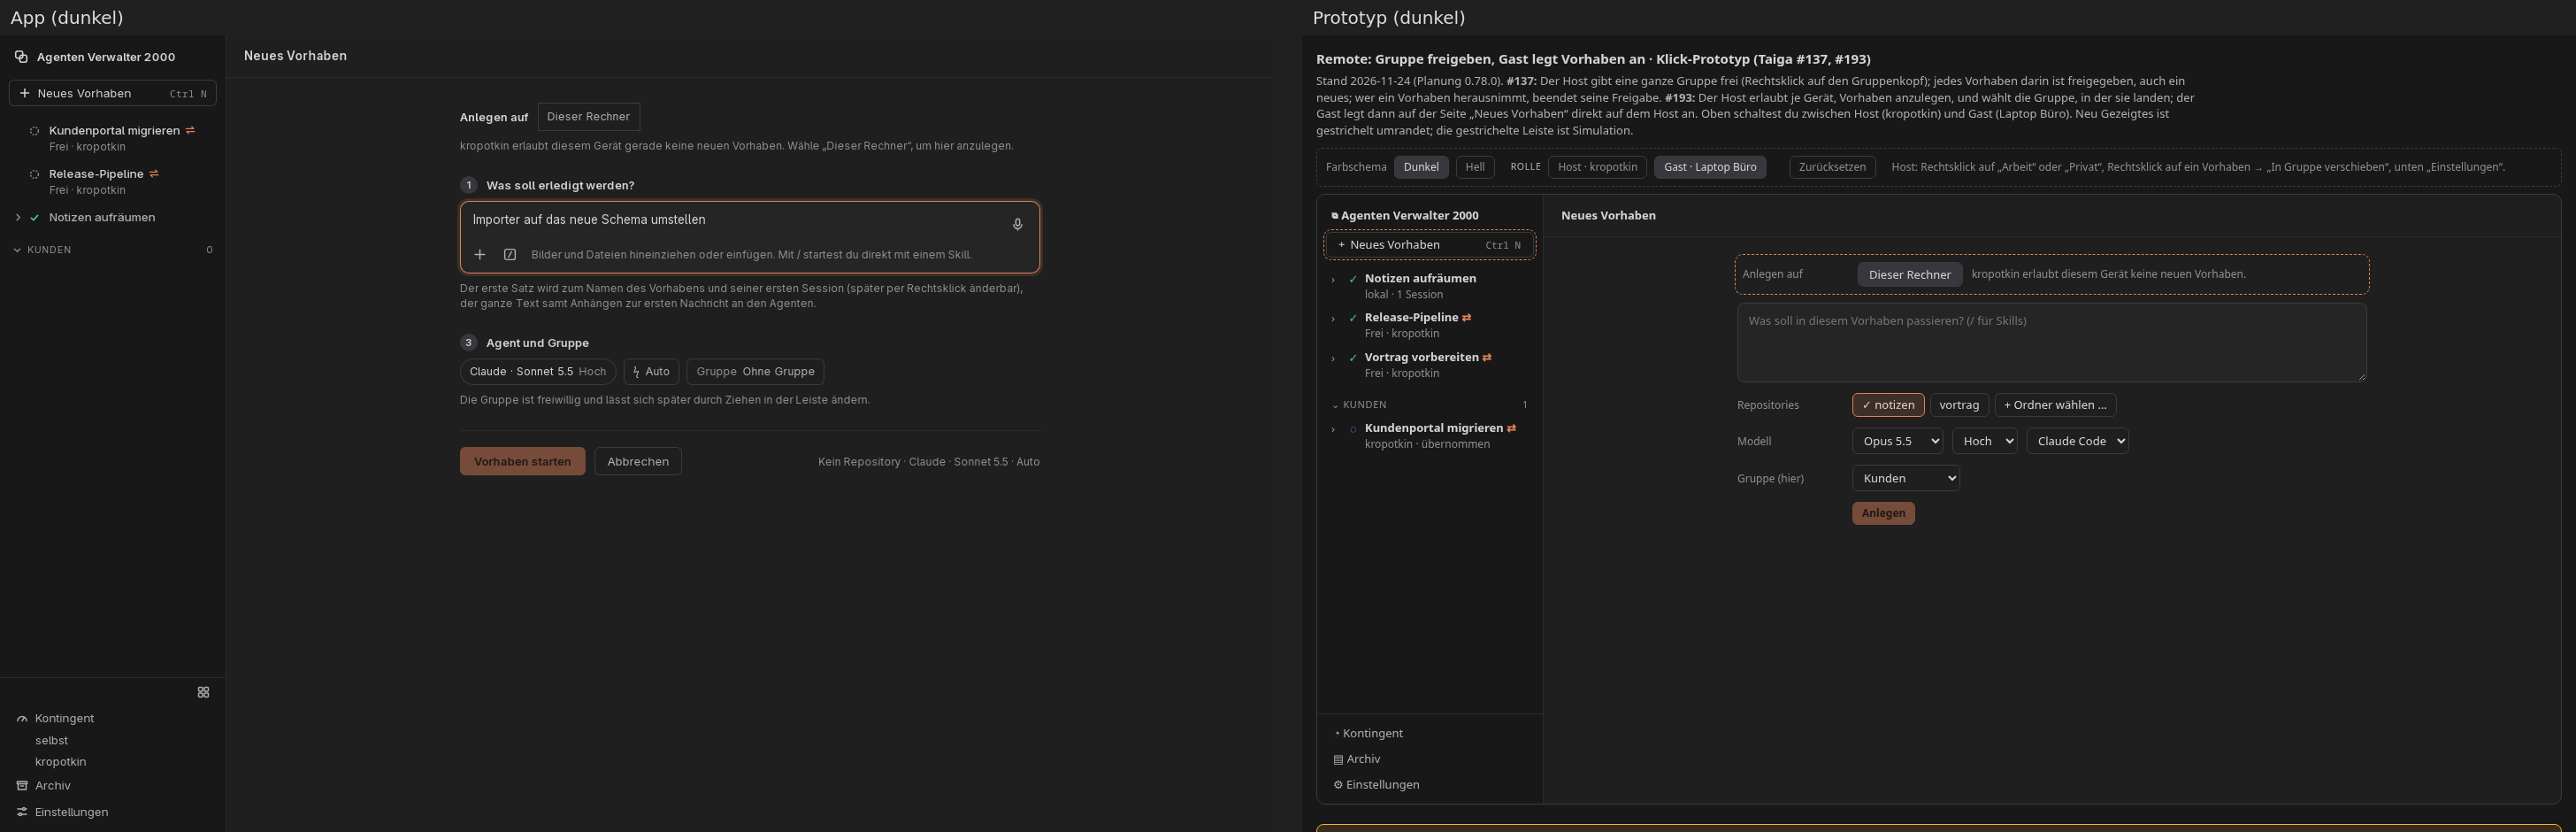 App (dunkel)
Agenten Verwalter 2000
Neues Vorhaben Ctrl N
Kundenportal migrieren ⇄
Frei · kropotkin
Release-Pipeline ⇄
Frei · kropotkin
Notizen aufräumen
KUNDEN 0
Kontingent
selbst
kropotkin
Archiv
Einstellungen
Neues Vorhaben
Anlegen auf Dieser Rechner
kropotkin erlaubt diesem Gerät gerade keine neuen Vorhaben. Wähle „Dieser Rechner“, um hier anzulegen.
1 Was soll erledigt werden?
Importer auf das neue Schema umstellen
Bilder und Dateien hineinziehen oder einfügen. Mit / startest du direkt mit einem Skill.
Der erste Satz wird zum Namen des Vorhabens und seiner ersten Session (später per Rechtsklick änderbar),
der ganze Text samt Anhängen zur ersten Nachricht an den Agenten.
3 Agent und Gruppe
Claude · Sonnet 5.5 Hoch Auto Gruppe Ohne Gruppe
Die Gruppe ist freiwillig und lässt sich später durch Ziehen in der Leiste ändern.
Vorhaben starten Abbrechen Kein Repository · Claude · Sonnet 5.5 · Auto
Prototyp (dunkel)
Remote: Gruppe freigeben, Gast legt Vorhaben an · Klick-Prototyp (Taiga #137, #193)
Stand 2026-11-24 (Planung 0.78.0). #137: Der Host gibt eine ganze Gruppe frei (Rechtsklick auf den Gruppenkopf); jedes Vorhaben darin ist freigegeben, auch ein
neues; wer ein Vorhaben herausnimmt, beendet seine Freigabe. #193: Der Host erlaubt je Gerät, Vorhaben anzulegen, und wählt die Gruppe, in der sie landen; der
Gast legt dann auf der Seite „Neues Vorhaben“ direkt auf dem Host an. Oben schaltest du zwischen Host (kropotkin) und Gast (Laptop Büro). Neu Gezeigtes ist
gestrichelt umrandet; die gestrichelte Leiste ist Simulation.
Farbschema Dunkel Hell ROLLE Host · kropotkin Gast · Laptop Büro Zurücksetzen Host: Rechtsklick auf „Arbeit“ oder „Privat“, Rechtsklick auf ein Vorhaben → „In Gruppe verschieben“, unten „Einstellungen“.
Agenten Verwalter 2000
+ Neues Vorhaben Ctrl N
Notizen aufräumen
lokal · 1 Session
Release-Pipeline ⇄
Frei · kropotkin
Vortrag vorbereiten ⇄
Frei · kropotkin
KUNDEN 1
Kundenportal migrieren ⇄
kropotkin · übernommen
Kontingent
Archiv
Einstellungen
Neues Vorhaben
Anlegen auf Dieser Rechner kropotkin erlaubt diesem Gerät keine neuen Vorhaben.
Was soll in diesem Vorhaben passieren? (/ für Skills)
Repositories ✓ notizen vortrag + Ordner wählen ...
Modell Opus 5.5 Hoch Claude Code
Gruppe (hier) Kunden
Anlegen